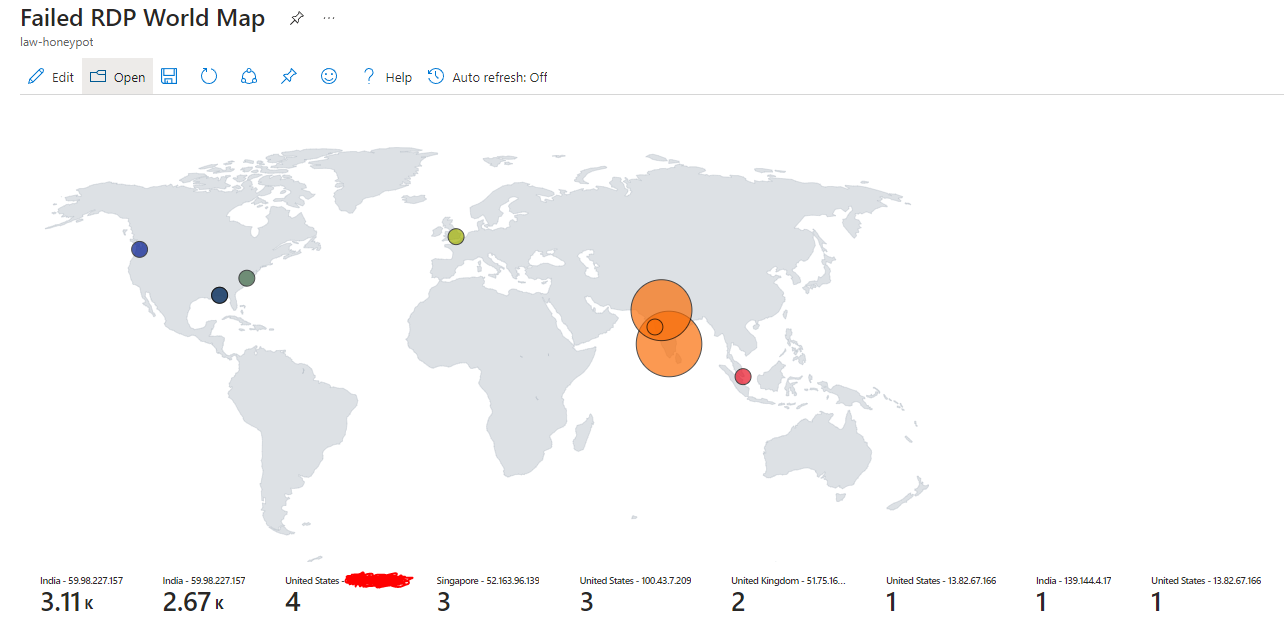 Failed RDP World Map
law-honeypot
Edit Open Help Auto refresh: Off
India - 59.98.227.157 India - 59.98.227.157 United States - Singapore - 52.163.96.139 United States - 100.43.7.209 United Kingdom - 51.75.16... United States - 13.82.67.166 India - 139.144.4.17 United States - 13.82.67.166
3.11 K 2.67 K 4 3 3 2 1 1 1